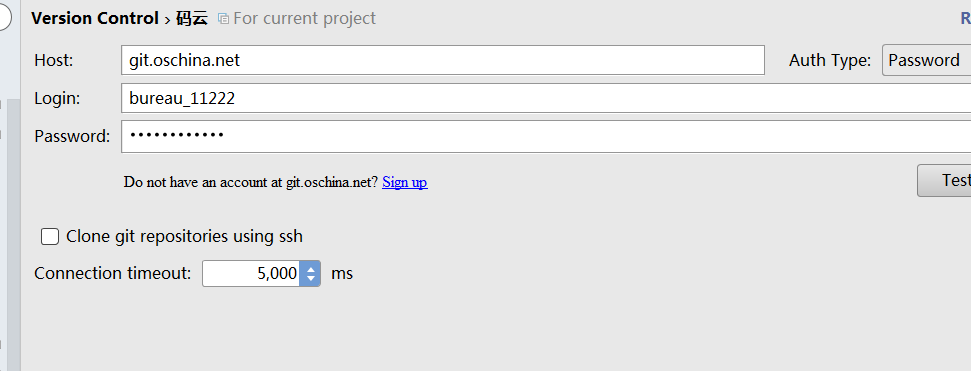 Version Control › 码云 For current project R
Host: git.oschina.net Auth Type: Password
Login: bureau_11222
Password: ••••••••••••
Do not have an account at git.oschina.net? Sign up Test
Clone git repositories using ssh
Connection timeout: 5,000 ms